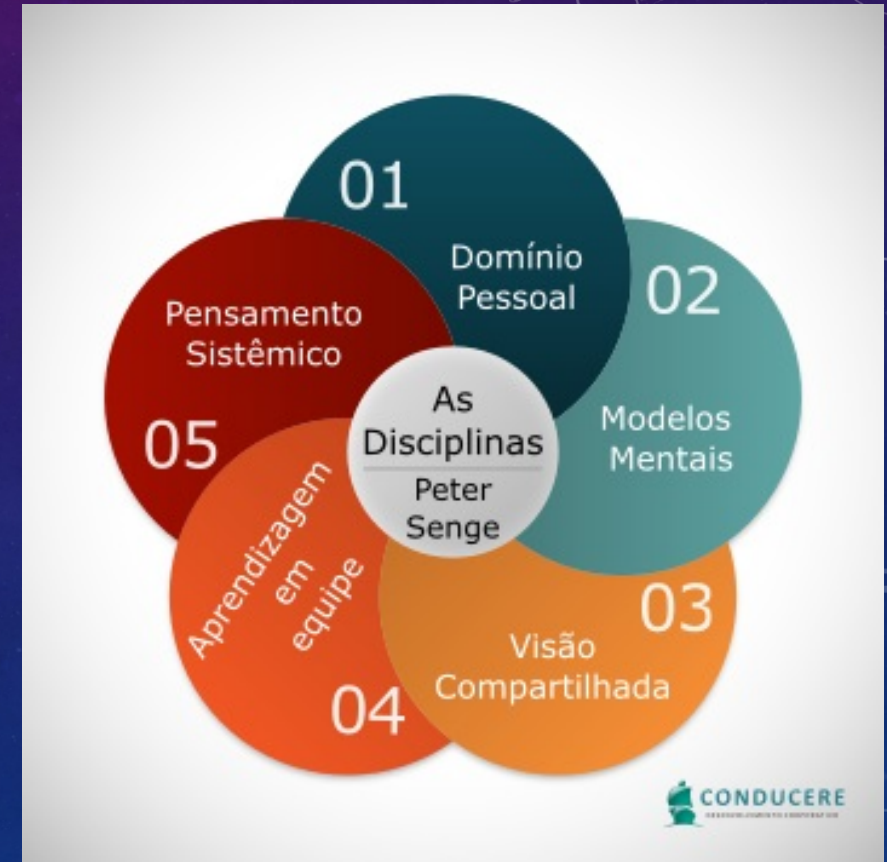 01
Domínio
Pessoal
02
Modelos
Mentais
03
Visão
Compartilhada
04
Aprendizagem
em
equipe
05
Pensamento
Sistêmico
As
Disciplinas
Peter
Senge
CONDUCERE